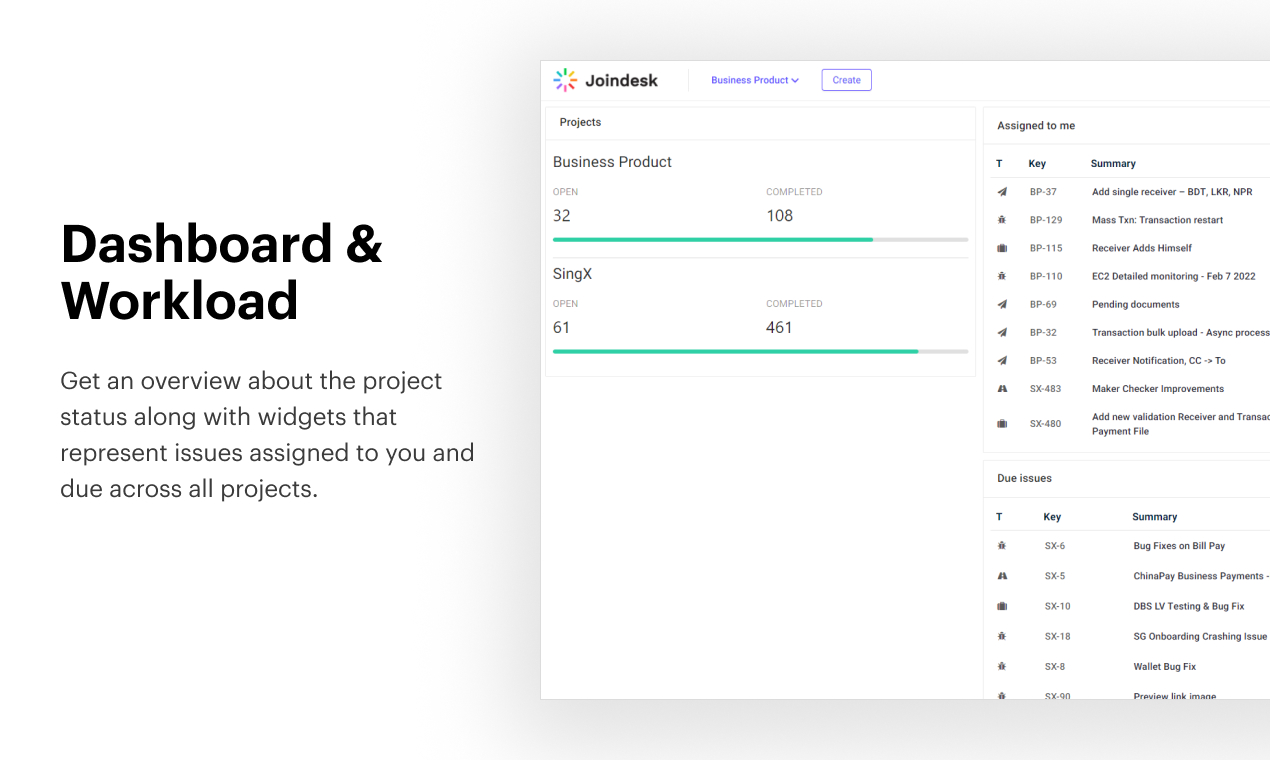 Dashboard &
Workload
Get an overview about the project
status along with widgets that
represent issues assigned to you and
due across all projects.
Joindesk
Business Product
Create
Projects
Business Product
OPEN COMPLETED
32 108
SingX
OPEN COMPLETED
61 461
Assigned to me
T Key Summary
BP-37 Add single receiver – BDT, LKR, NPR
BP-129 Mass Txn: Transaction restart
BP-115 Receiver Adds Himself
BP-110 EC2 Detailed monitoring - Feb 7 2022
BP-69 Pending documents
BP-32 Transaction bulk upload - Async process
BP-53 Receiver Notification, CC -> To
SX-483 Maker Checker Improvements
SX-480 Add new validation Receiver and Transac
Payment File
Due issues
T Key Summary
SX-6 Bug Fixes on Bill Pay
SX-5 ChinaPay Business Payments -
SX-10 DBS LV Testing & Bug Fix
SX-18 SG Onboarding Crashing Issue
SX-8 Wallet Bug Fix
SX-90 Preview link image